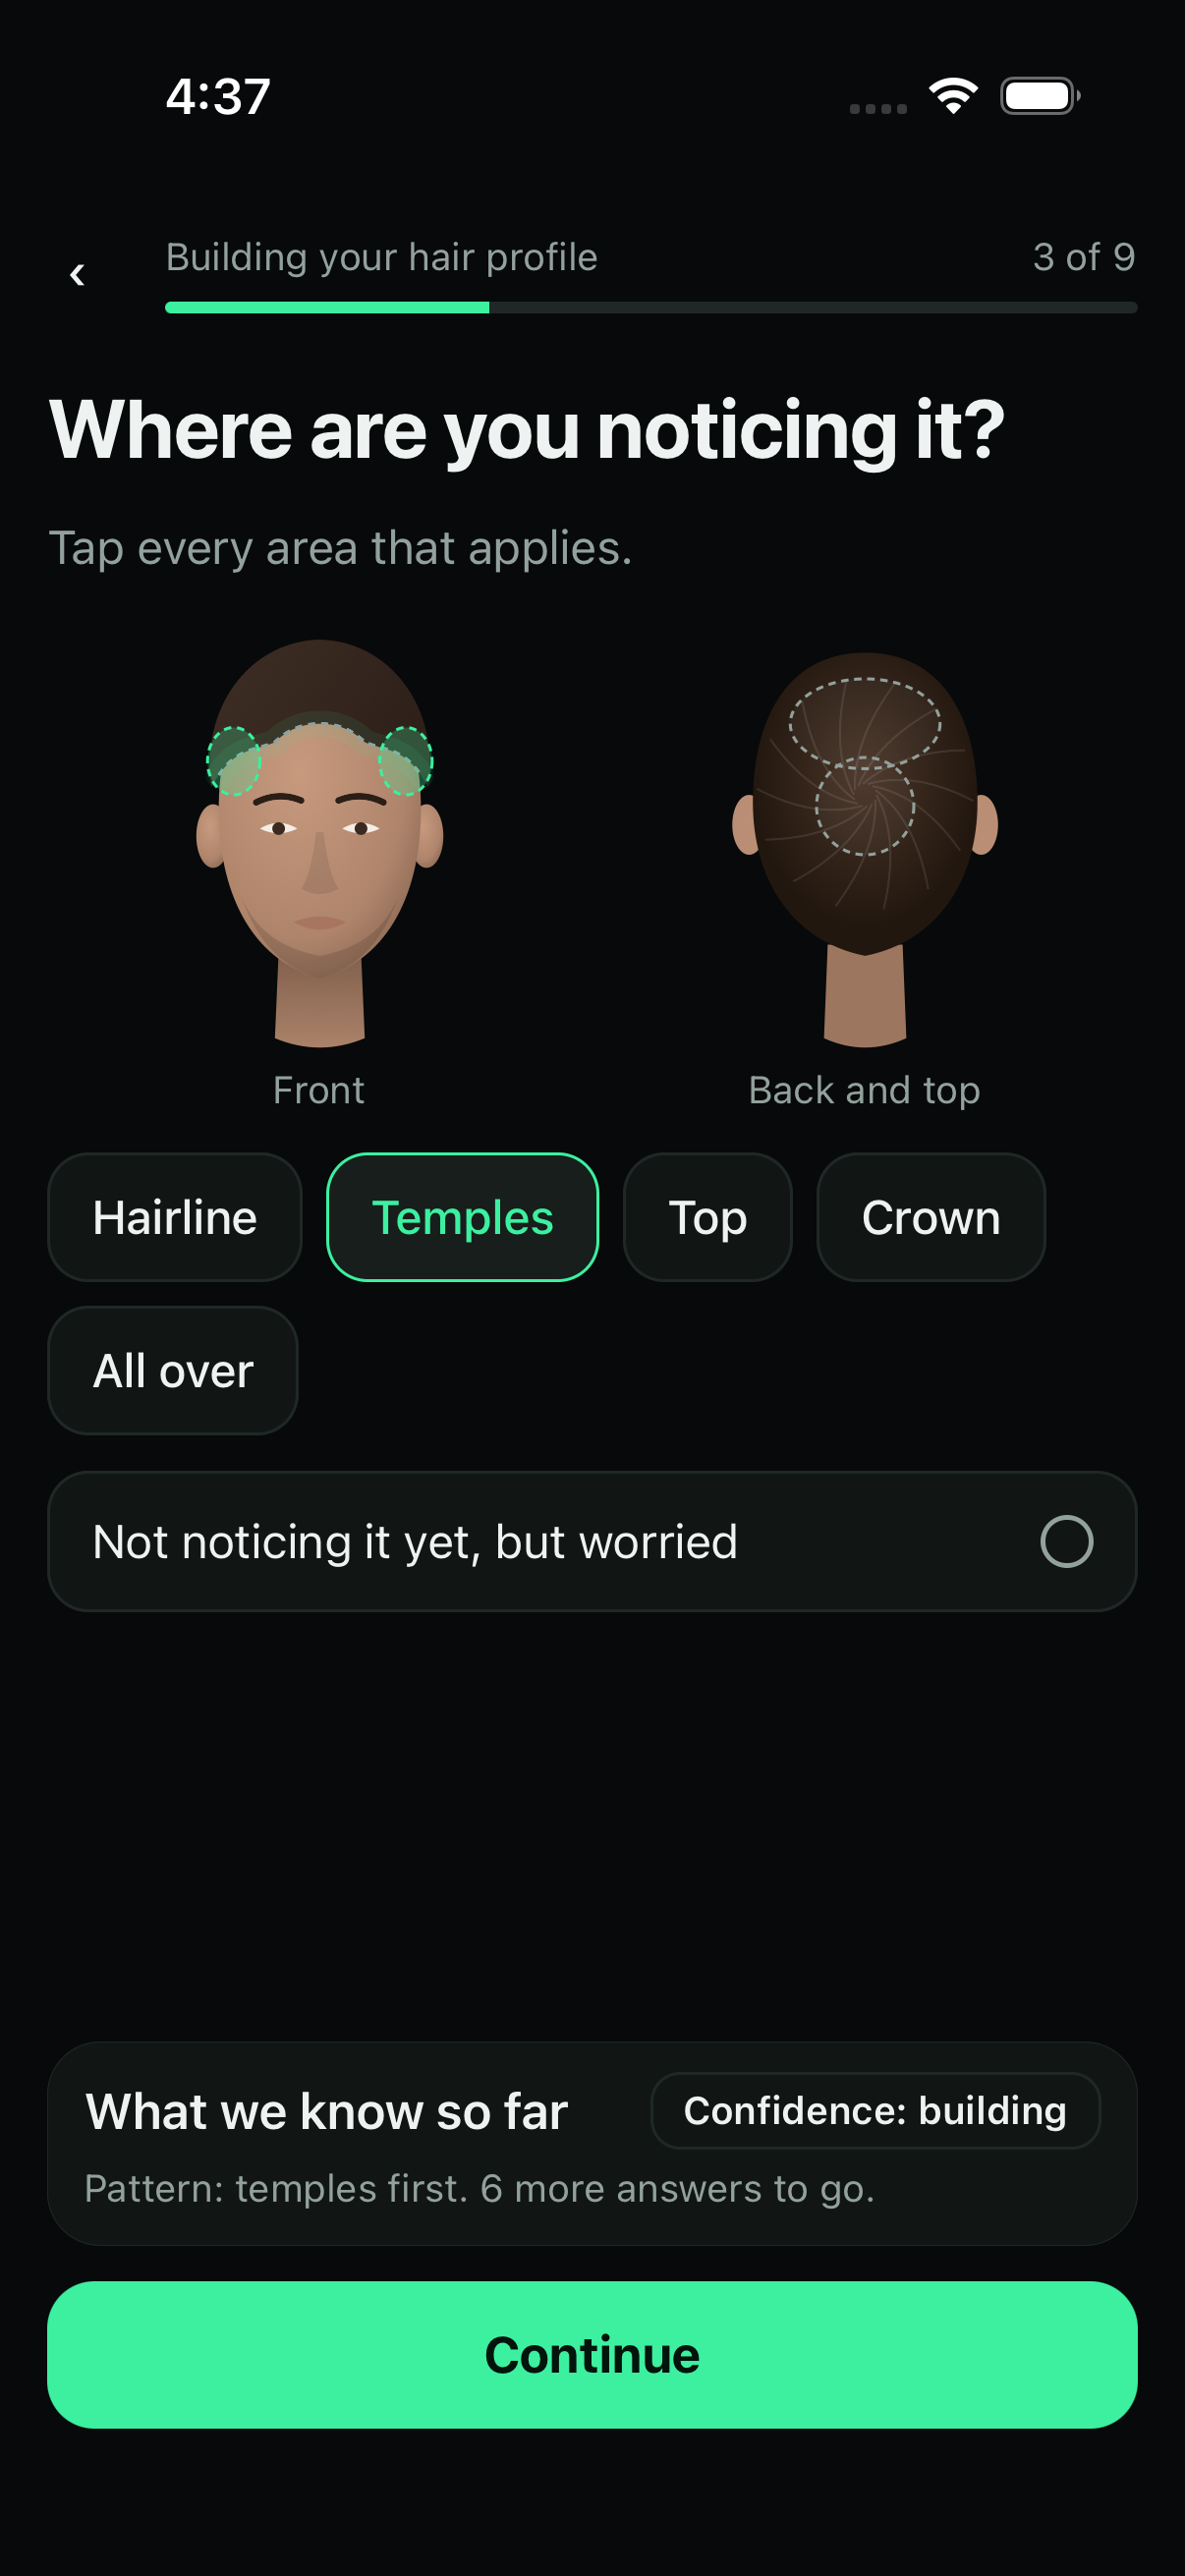 4:37
Building your hair profile
3 of 9
Where are you noticing it?
Tap every area that applies.
Front
Back and top
Hairline
Temples
Top
Crown
All over
Not noticing it yet, but worried
What we know so far
Confidence: building
Pattern: temples first. 6 more answers to go.
Continue